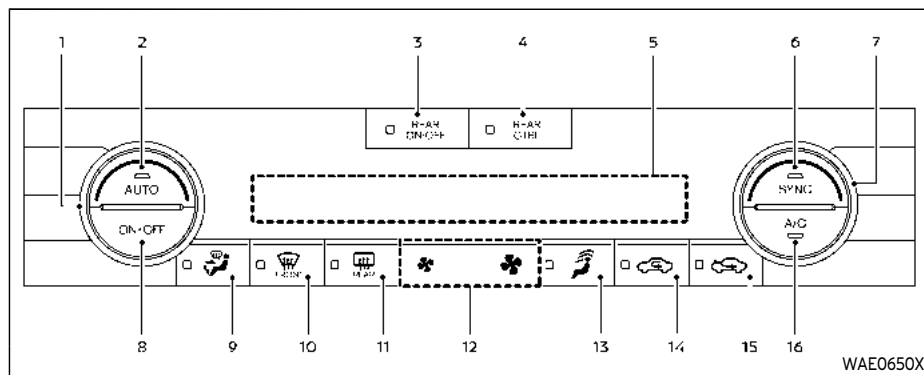 1 2 3 4 5 6 7
REAR ON·OFF
REAR CTRL
AUTO
ON·OFF
SYNC
A/C
FRONT
REAR
8 9 10 11 12 13 14 15 16
WAE0650X